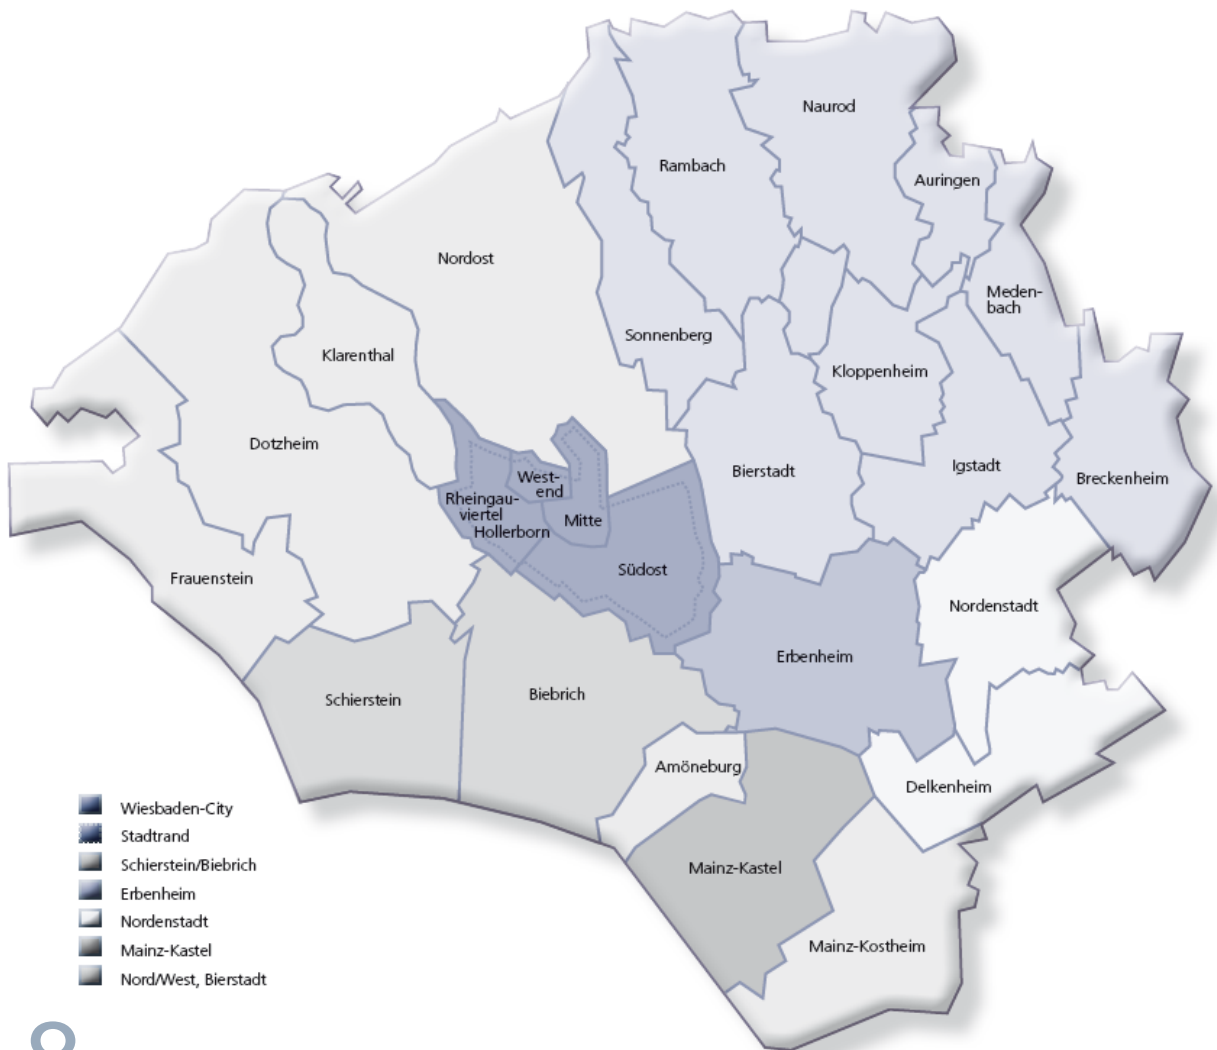 Naurod
Rambach
Auringen
Nordost
Meden-
bach
Sonnenberg
Klarenthal
Kloppenheim
Dotzheim
Bierstadt
Igstadt
Breckenheim
West-
end
Rheingau-
viertel
Hollerborn
Mitte
Südost
Frauenstein
Nordenstadt
Erbenheim
Schierstein
Biebrich
Amöneburg
Delkenheim
Mainz-Kastel
Mainz-Kostheim
Wiesbaden-City
Stadtrand
Schierstein/Biebrich
Erbenheim
Nordenstadt
Mainz-Kastel
Nord/West, Bierstadt